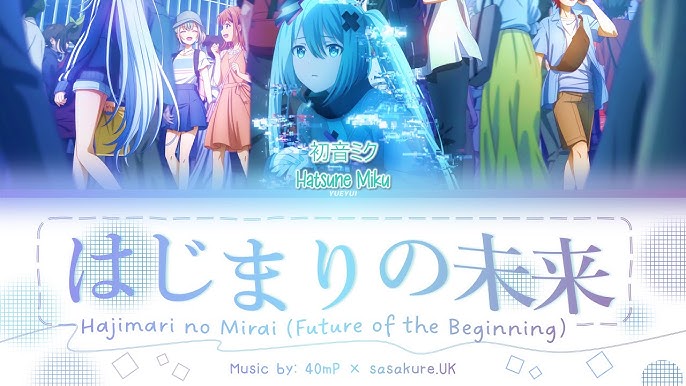 初音ミク
Hatsune Miku
YUEYUI
はじまりの未来
Hajimari no Mirai (Future of the Beginning)
Music by: 40mP × sasakure.UK